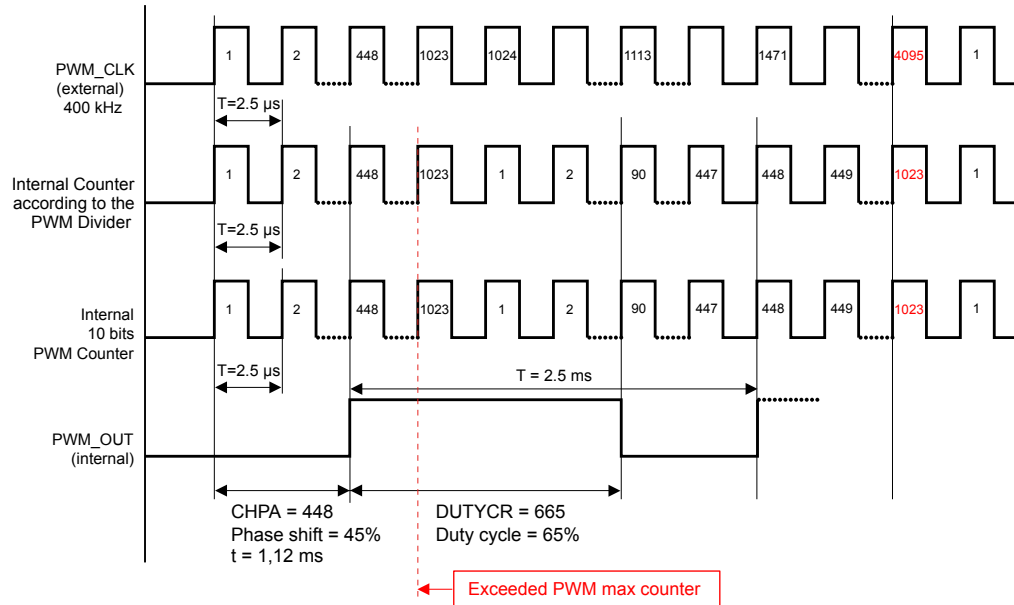 PWM_CLK
(external)
400 kHz
1 2 448 1023 1024 1113 1471 4095 1
T=2.5 µs
Internal Counter
according to the
PWM Divider
1 2 448 1023 1 2 90 447 448 449 1023 1
T=2.5 µs
Internal
10 bits
PWM Counter
1 2 448 1023 1 2 90 447 448 449 1023 1
T=2.5 µs
T = 2.5 ms
PWM_OUT
(internal)
CHPA = 448
Phase shift = 45%
t = 1,12 ms
DUTYCR = 665
Duty cycle = 65%
Exceeded PWM max counter